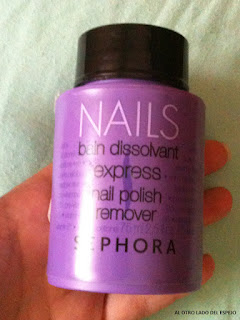 NAILS
bain dissolvant
express
nail polish
remover
SEPHORA
AL OTRO LADO DEL ESPEJO